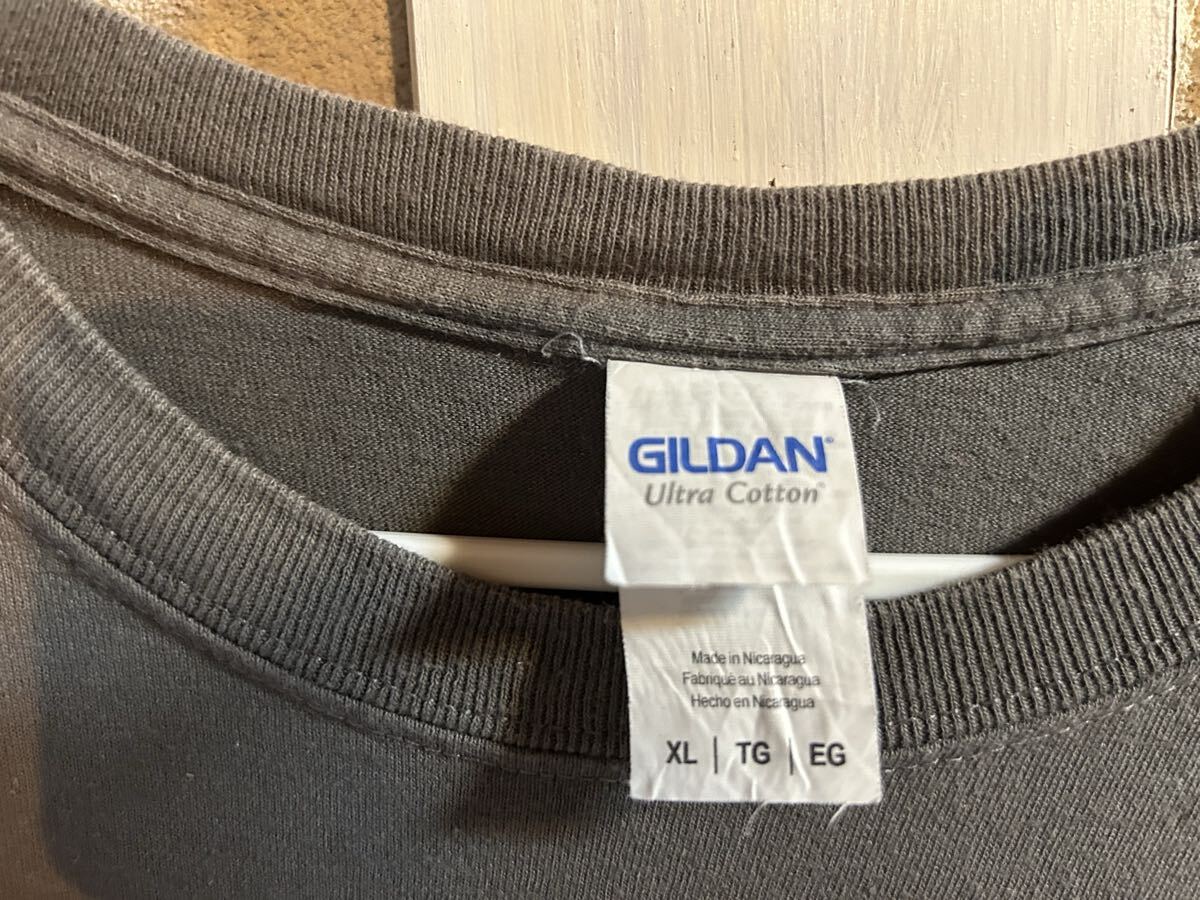 GILDAN®
Ultra Cotton®
Made in Nicaragua
Fabriqué au Nicaragua
Hecho en Nicaragua
XL | TG | EG